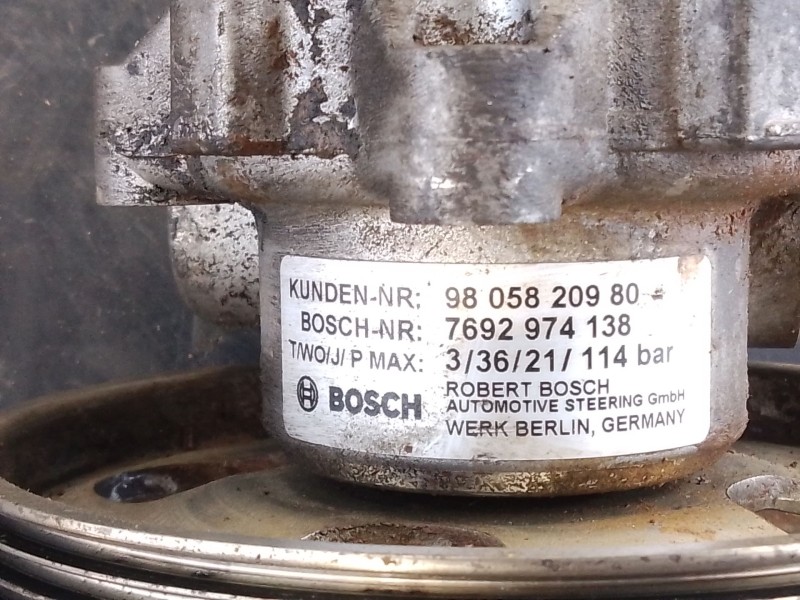 KUNDEN-NR: 98 058 209 80
BOSCH-NR: 7692 974 138
T/WO/J/ P MAX: 3/36/21/ 114 bar
BOSCH
ROBERT BOSCH
AUTOMOTIVE STEERING GmbH
WERK BERLIN, GERMANY